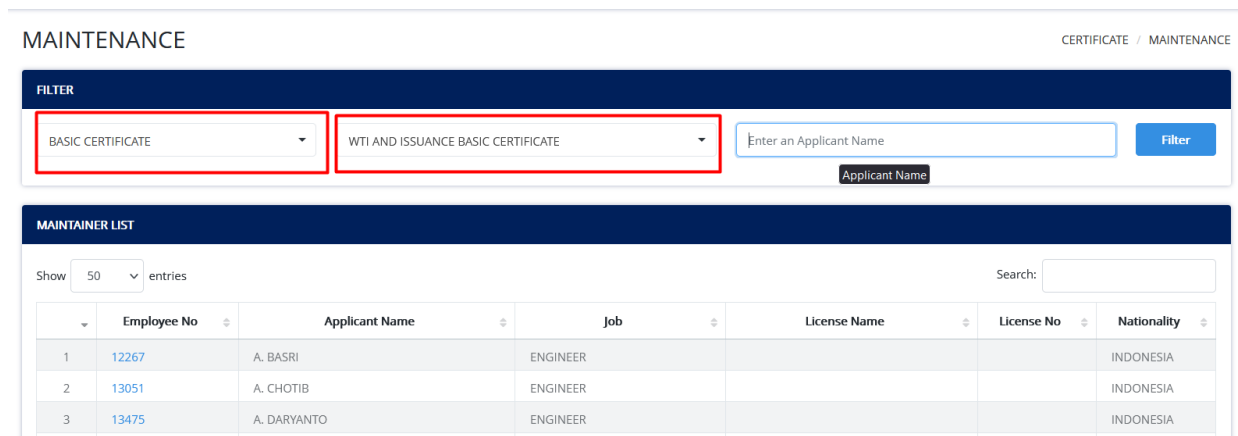 MAINTENANCE
CERTIFICATE / MAINTENANCE
FILTER
BASIC CERTIFICATE
WTI AND ISSUANCE BASIC CERTIFICATE
Enter an Applicant Name
Filter
Applicant Name
MAINTAINER LIST
Show 50 entries
Search:
Employee No Applicant Name Job License Name License No Nationality
1 12267 A. BASRI ENGINEER INDONESIA
2 13051 A. CHOTIB ENGINEER INDONESIA
3 13475 A. DARYANTO ENGINEER INDONESIA